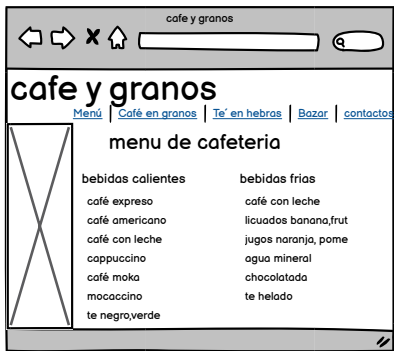 cafe y granos
cafe y granos
Menú | Café en granos | Te´ en hebras | Bazar | contactos
menu de cafeteria
bebidas calientes
café expreso
café americano
café con leche
cappuccino
café moka
mocaccino
te negro,verde
bebidas frias
café con leche
licuados banana,frut
jugos naranja, pome
agua mineral
chocolatada
te helado